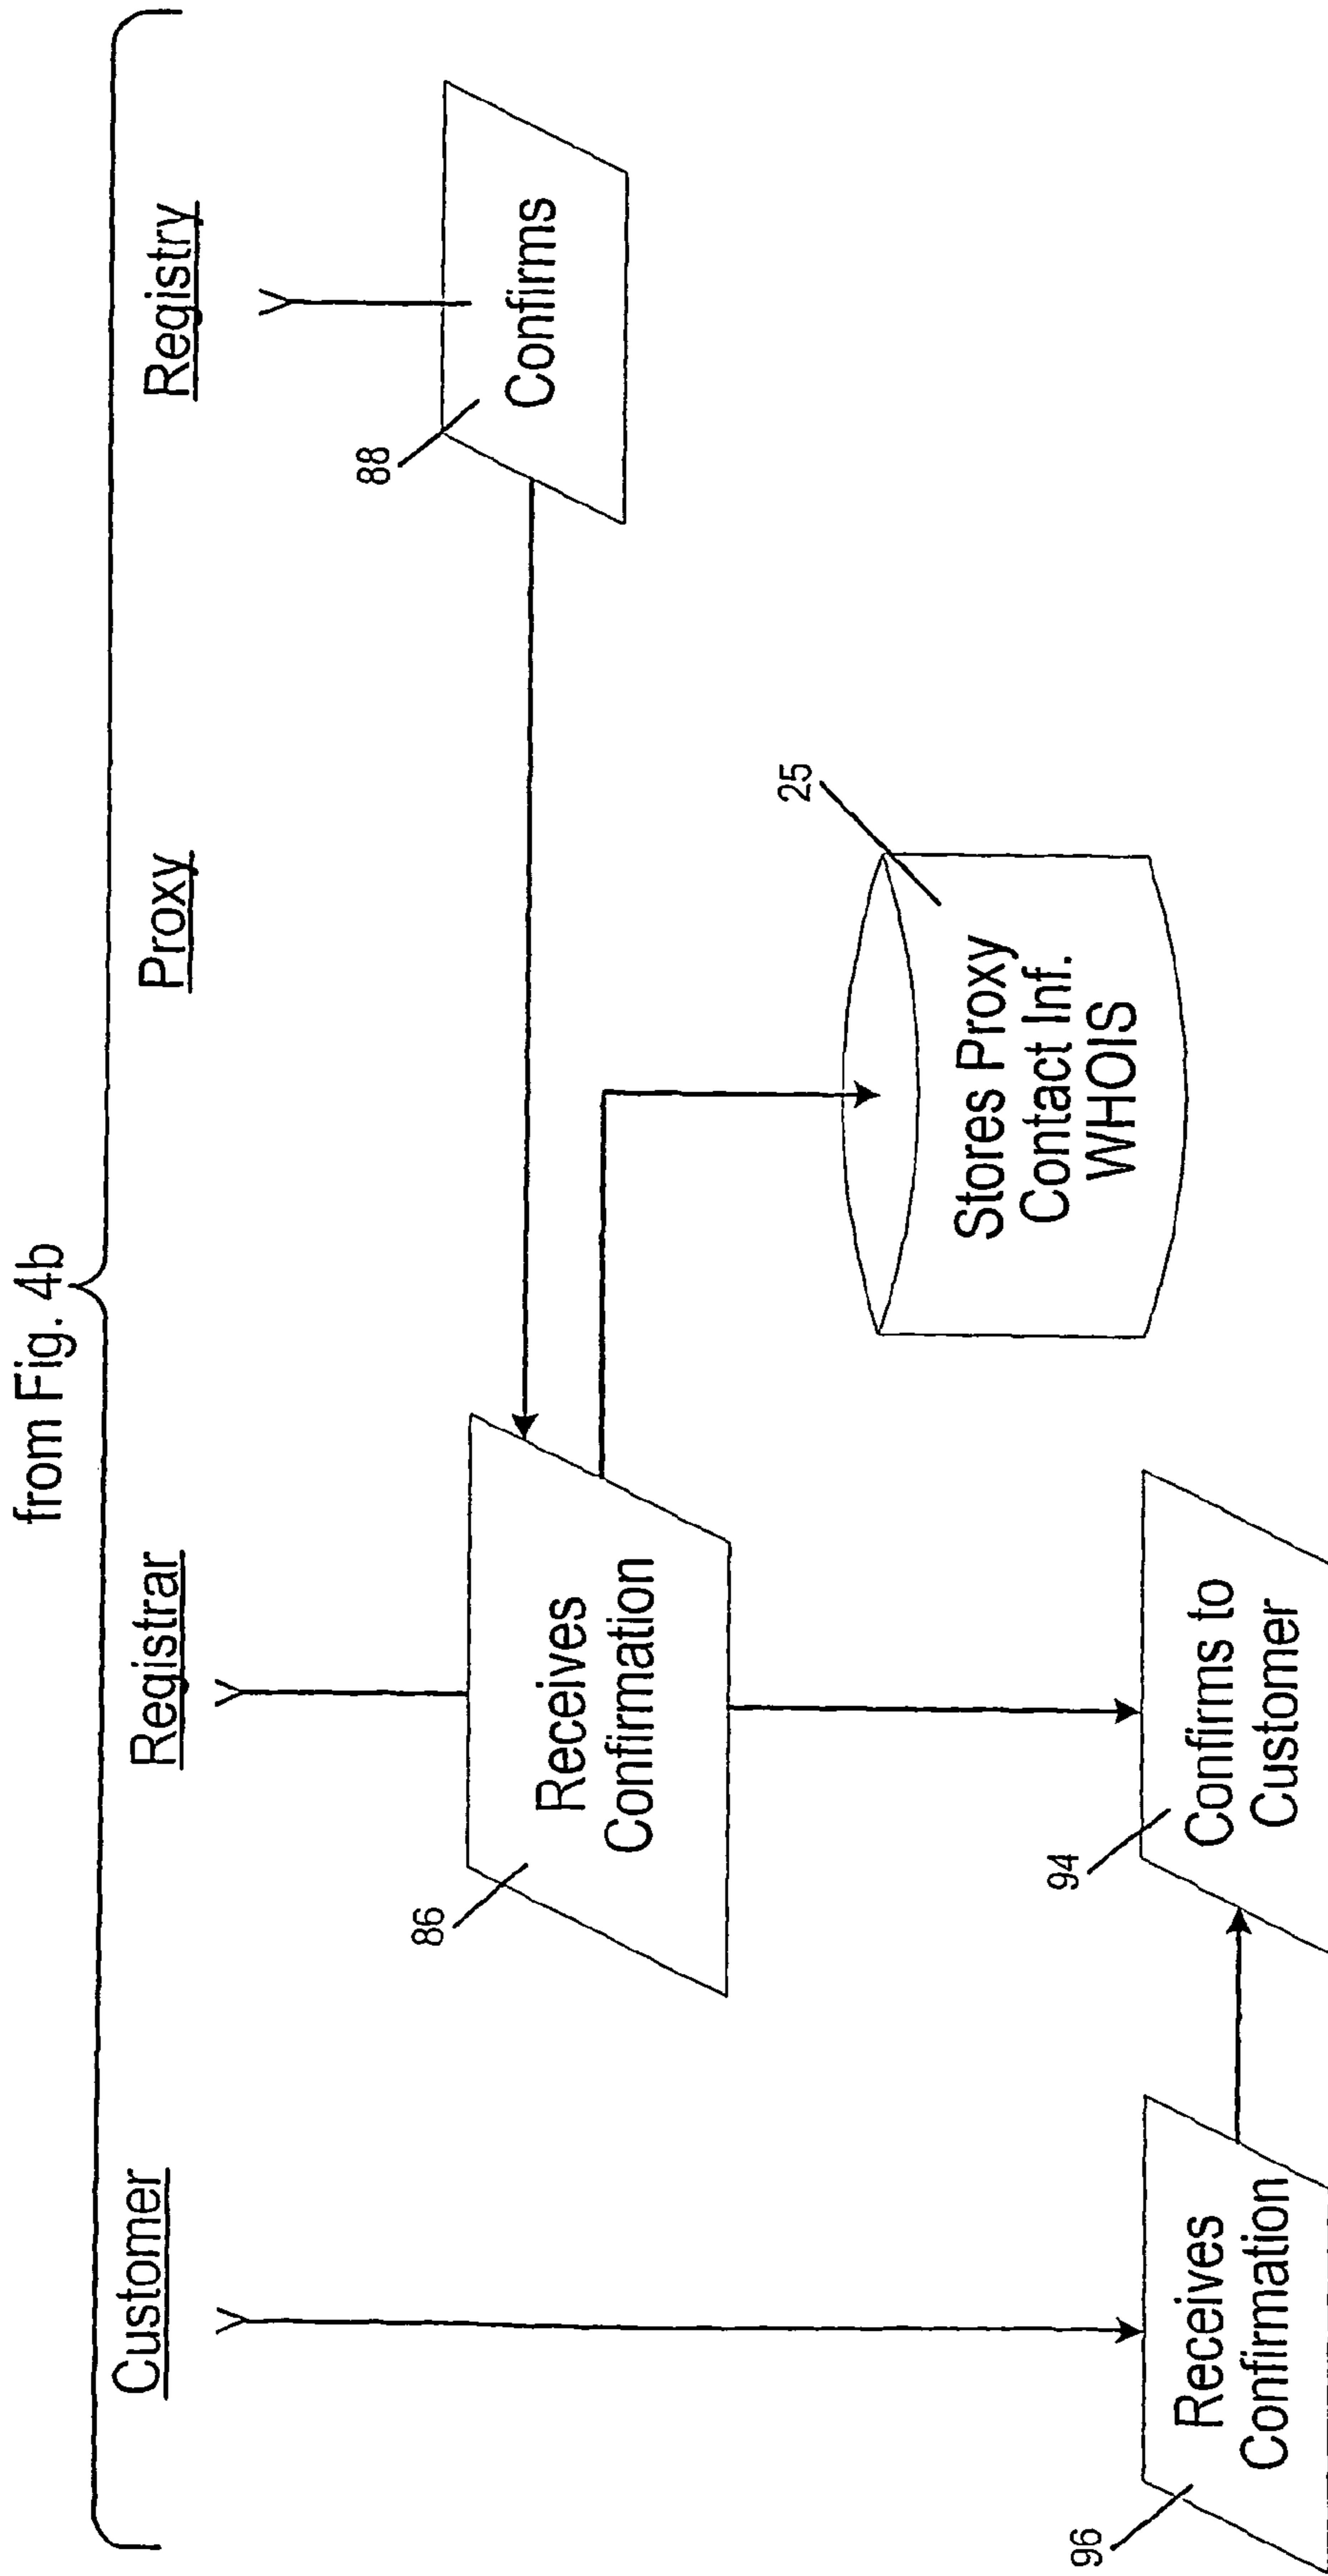 from Fig. 4b
Customer
Registrar
Proxy
Registry
88
Confirms
86
Receives
Confirmation
25
Stores Proxy
Contact Inf.
WHOIS
96
Receives
Confirmation
94
Confirms to
Customer